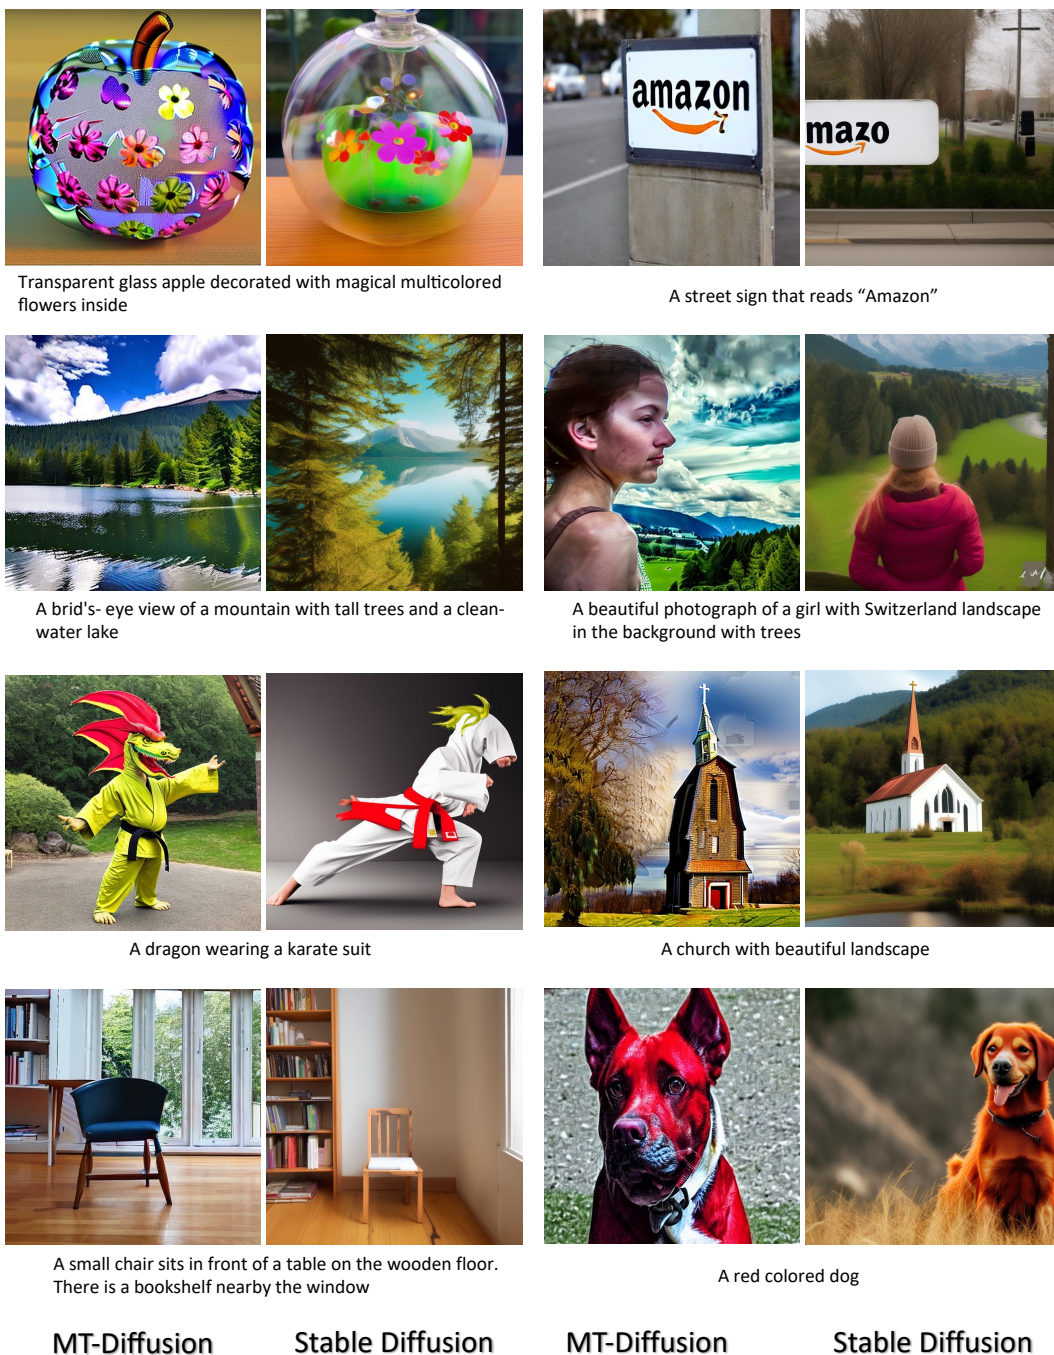 amazon
mazo
Transparent glass apple decorated with magical multicolored
flowers inside
A street sign that reads “Amazon”
A brid's- eye view of a mountain with tall trees and a clean-
water lake
A beautiful photograph of a girl with Switzerland landscape
in the background with trees
A dragon wearing a karate suit
A church with beautiful landscape
A small chair sits in front of a table on the wooden floor.
There is a bookshelf nearby the window
A red colored dog
MT-Diffusion
Stable Diffusion
MT-Diffusion
Stable Diffusion